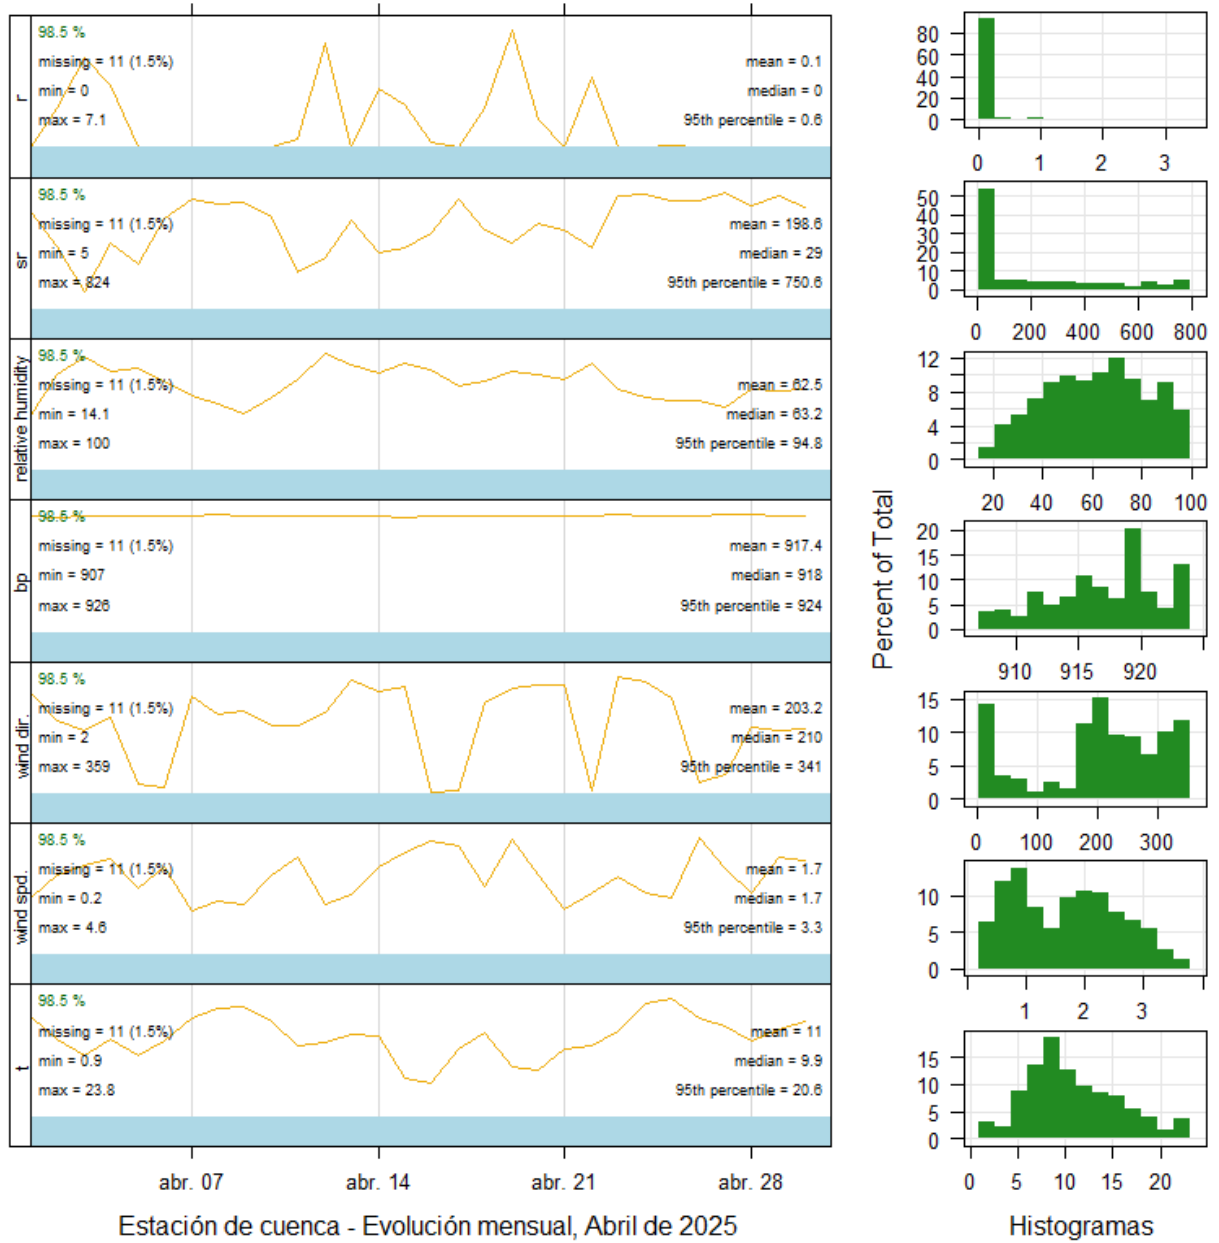 98.5 %
missing = 11 (1.5%)
mean = 0.1
min = 0
median = 0
max = 7.1
95th percentile = 0.6
r
80
60
40
20
0
0 1 2 3
98.5 %
missing = 11 (1.5%)
mean = 198.6
min = 5
median = 29
max = 824
95th percentile = 750.6
sr
50
40
30
20
10
0
0 200 400 600 800
98.5 %
missing = 11 (1.5%)
mean = 62.5
min = 14.1
median = 63.2
max = 100
95th percentile = 94.8
relative humidity
12
8
4
0
20 40 60 80 100
98.5 %
missing = 11 (1.5%)
mean = 917.4
min = 907
median = 918
max = 926
95th percentile = 924
bp
20
15
10
5
0
910 915 920
98.5 %
missing = 11 (1.5%)
mean = 203.2
min = 2
median = 210
max = 359
95th percentile = 341
wind dir.
15
10
5
0
0 100 200 300
98.5 %
missing = 11 (1.5%)
mean = 1.7
min = 0.2
median = 1.7
max = 4.6
95th percentile = 3.3
wind spd.
10
5
0
1 2 3
98.5 %
missing = 11 (1.5%)
mean = 11
min = 0.9
median = 9.9
max = 23.8
95th percentile = 20.6
t
15
10
5
0
0 5 10 15 20
Percent of Total
abr. 07 abr. 14 abr. 21 abr. 28
Estación de cuenca - Evolución mensual, Abril de 2025
Histogramas